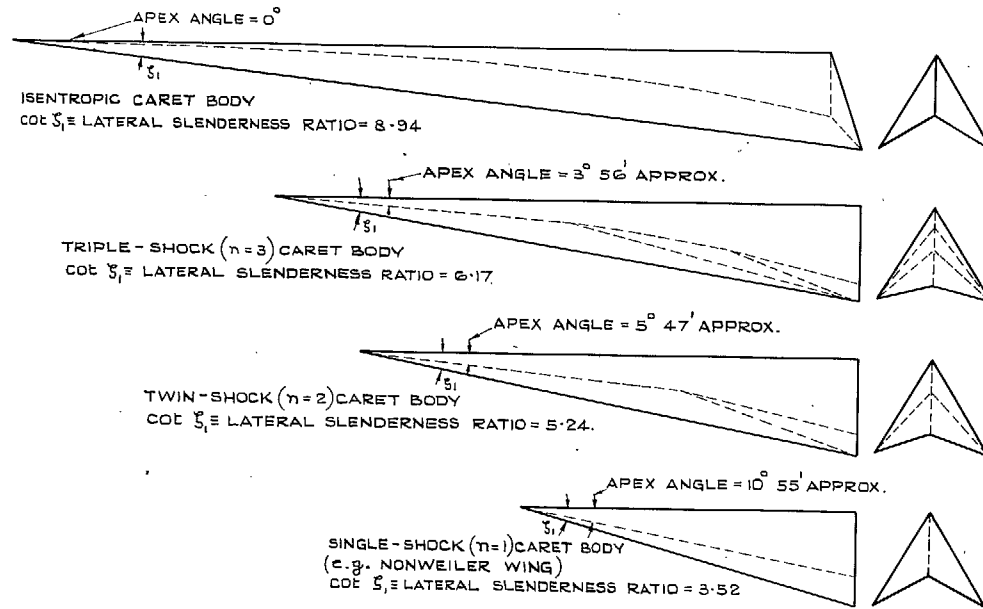 APEX ANGLE = 0°
ζ₁
ISENTROPIC CARET BODY
cot ζ₁ ≡ LATERAL SLENDERNESS RATIO = 8·94
APEX ANGLE = 3° 56' APPROX.
ζ₁
TRIPLE-SHOCK (n=3) CARET BODY
cot ζ₁ ≡ LATERAL SLENDERNESS RATIO = 6·17
APEX ANGLE = 5° 47' APPROX.
ζ₁
TWIN-SHOCK (n=2) CARET BODY
cot ζ₁ ≡ LATERAL SLENDERNESS RATIO = 5·24.
APEX ANGLE = 10° 55' APPROX.
ζ₁
SINGLE-SHOCK (n=1) CARET BODY
(e.g. NONWEILER WING)
cot ζ₁ ≡ LATERAL SLENDERNESS RATIO = 3·52